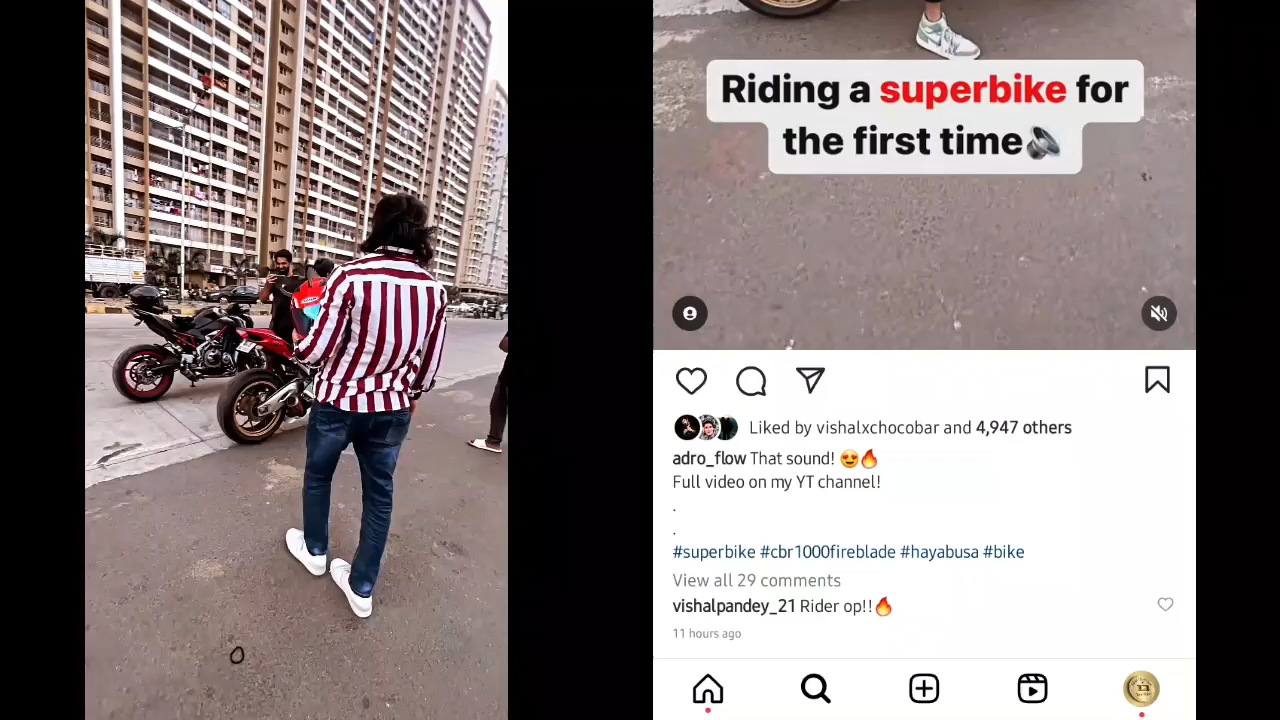 Riding a superbike for
the first time🔊
Liked by vishalxchocobar and 4,947 others
adro_flow That sound! 😍🔥
Full video on my YT channel!
.
.
#superbike #cbr1000fireblade #hayabusa #bike
View all 29 comments
vishalpandey_21 Rider op!!🔥
11 hours ago